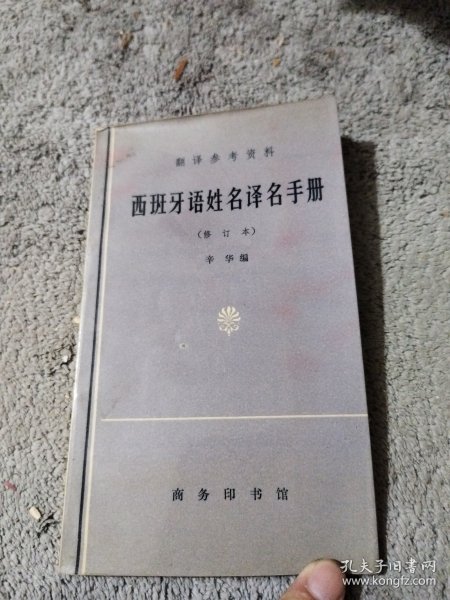 翻译参考资料
西班牙语姓名译名手册
（修订本）
辛华编
商务印书馆
孔夫子旧书网
www.kongfz.com